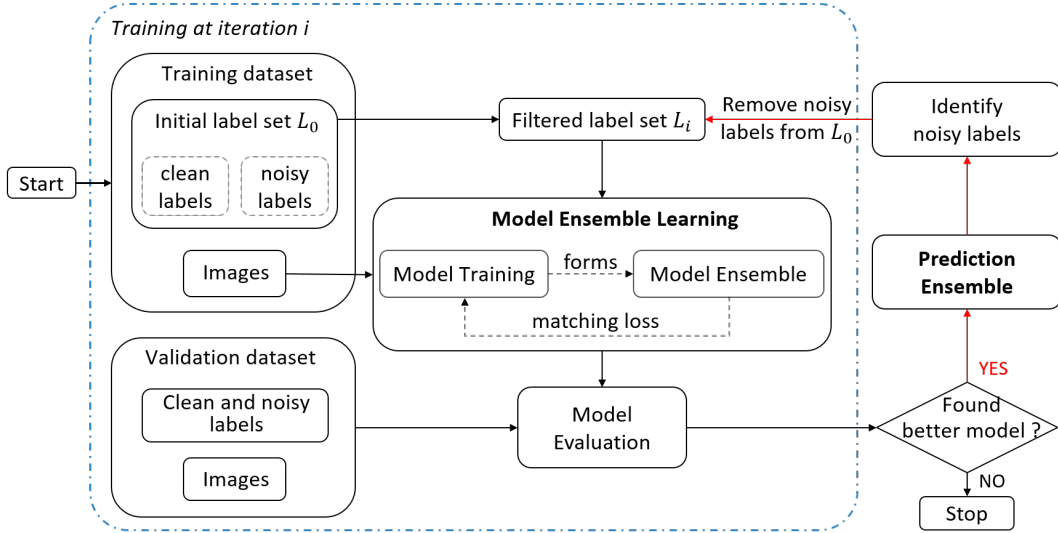 Training at iteration i
Training dataset
Initial label set L₀
clean
labels
noisy
labels
Images
Start
Filtered label set Lᵢ
Remove noisy
labels from L₀
Identify
noisy labels
Model Ensemble Learning
Model Training
forms
Model Ensemble
matching loss
Prediction
Ensemble
Validation dataset
Clean and noisy
labels
Images
Model
Evaluation
YES
Found
better model ?
NO
Stop